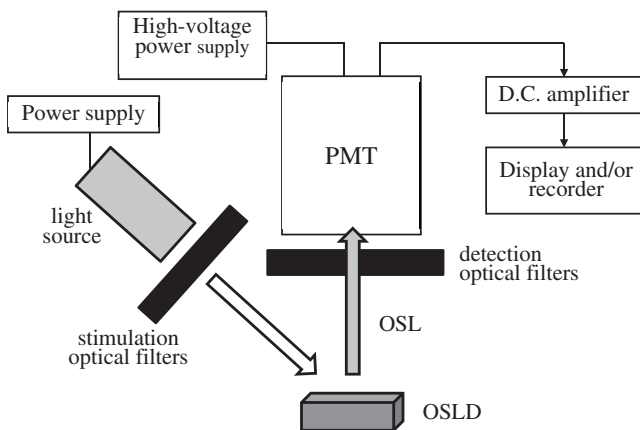 High-voltage
power supply
Power supply
D.C. amplifier
PMT
Display and/or
recorder
light
source
detection
optical filters
stimulation
optical filters
OSL
OSLD